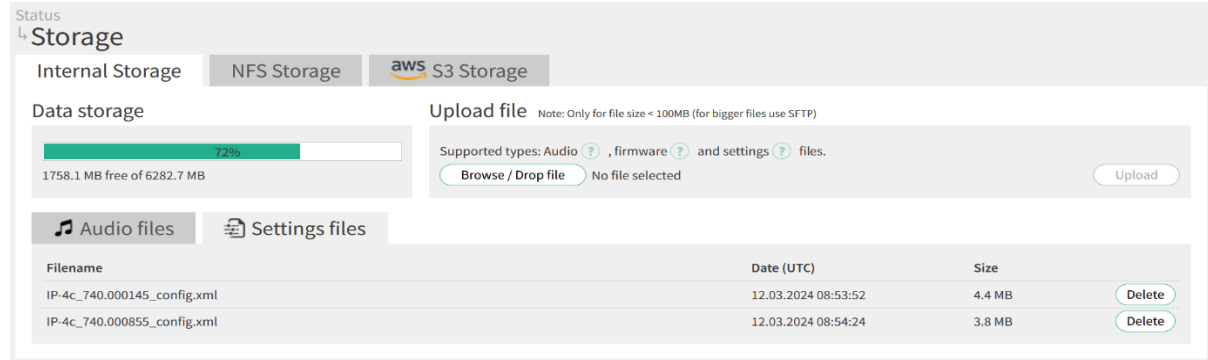 Status
↳ Storage
Internal Storage NFS Storage aws S3 Storage
Data storage
72%
1758.1 MB free of 6282.7 MB
Upload file Note: Only for file size < 100MB (for bigger files use SFTP)
Supported types: Audio ? , firmware ? and settings ? files.
Browse / Drop file No file selected Upload
Audio files Settings files
Filename Date (UTC) Size
IP-4c_740.000145_config.xml 12.03.2024 08:53:52 4.4 MB Delete
IP-4c_740.000855_config.xml 12.03.2024 08:54:24 3.8 MB Delete